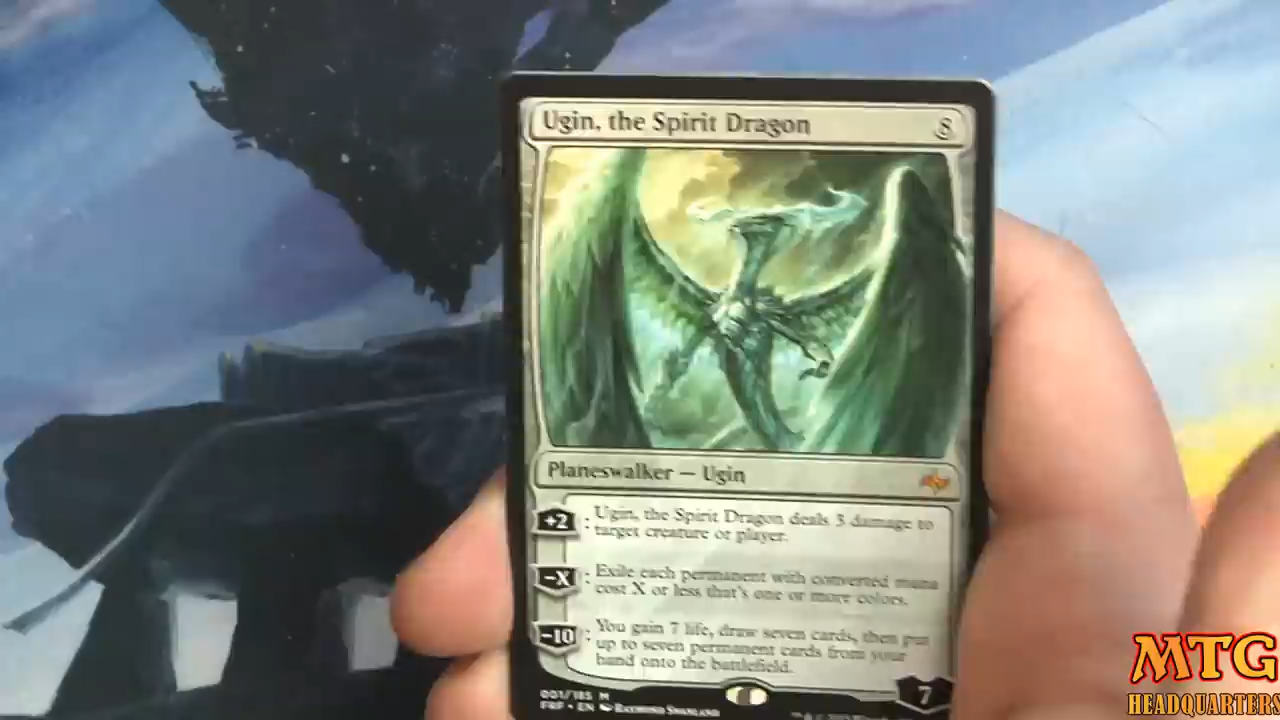 Ugin, the Spirit Dragon 8
Planeswalker — Ugin
+2 : Ugin, the Spirit Dragon deals 3 damage to
target creature or player.
-X : Exile each permanent with converted mana
cost X or less that's one or more colors.
-10 : You gain 7 life, draw seven cards, then put
up to seven permanent cards from your
hand onto the battlefield.
7
001/185 M
FRF • EN Raymond Swanland
MTG
HEADQUARTERS